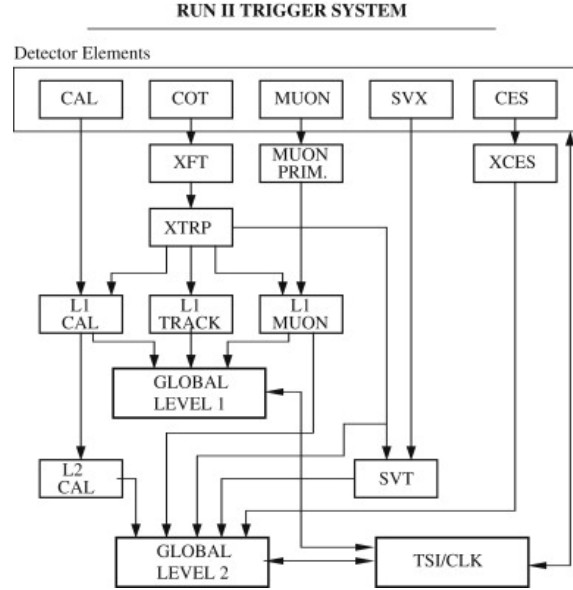 RUN II TRIGGER SYSTEM
Detector Elements
CAL
COT
MUON
SVX
CES
XFT
MUON
PRIM.
XCES
XTRP
L1
CAL
L1
TRACK
L1
MUON
GLOBAL
LEVEL 1
L2
CAL
SVT
GLOBAL
LEVEL 2
TSI/CLK